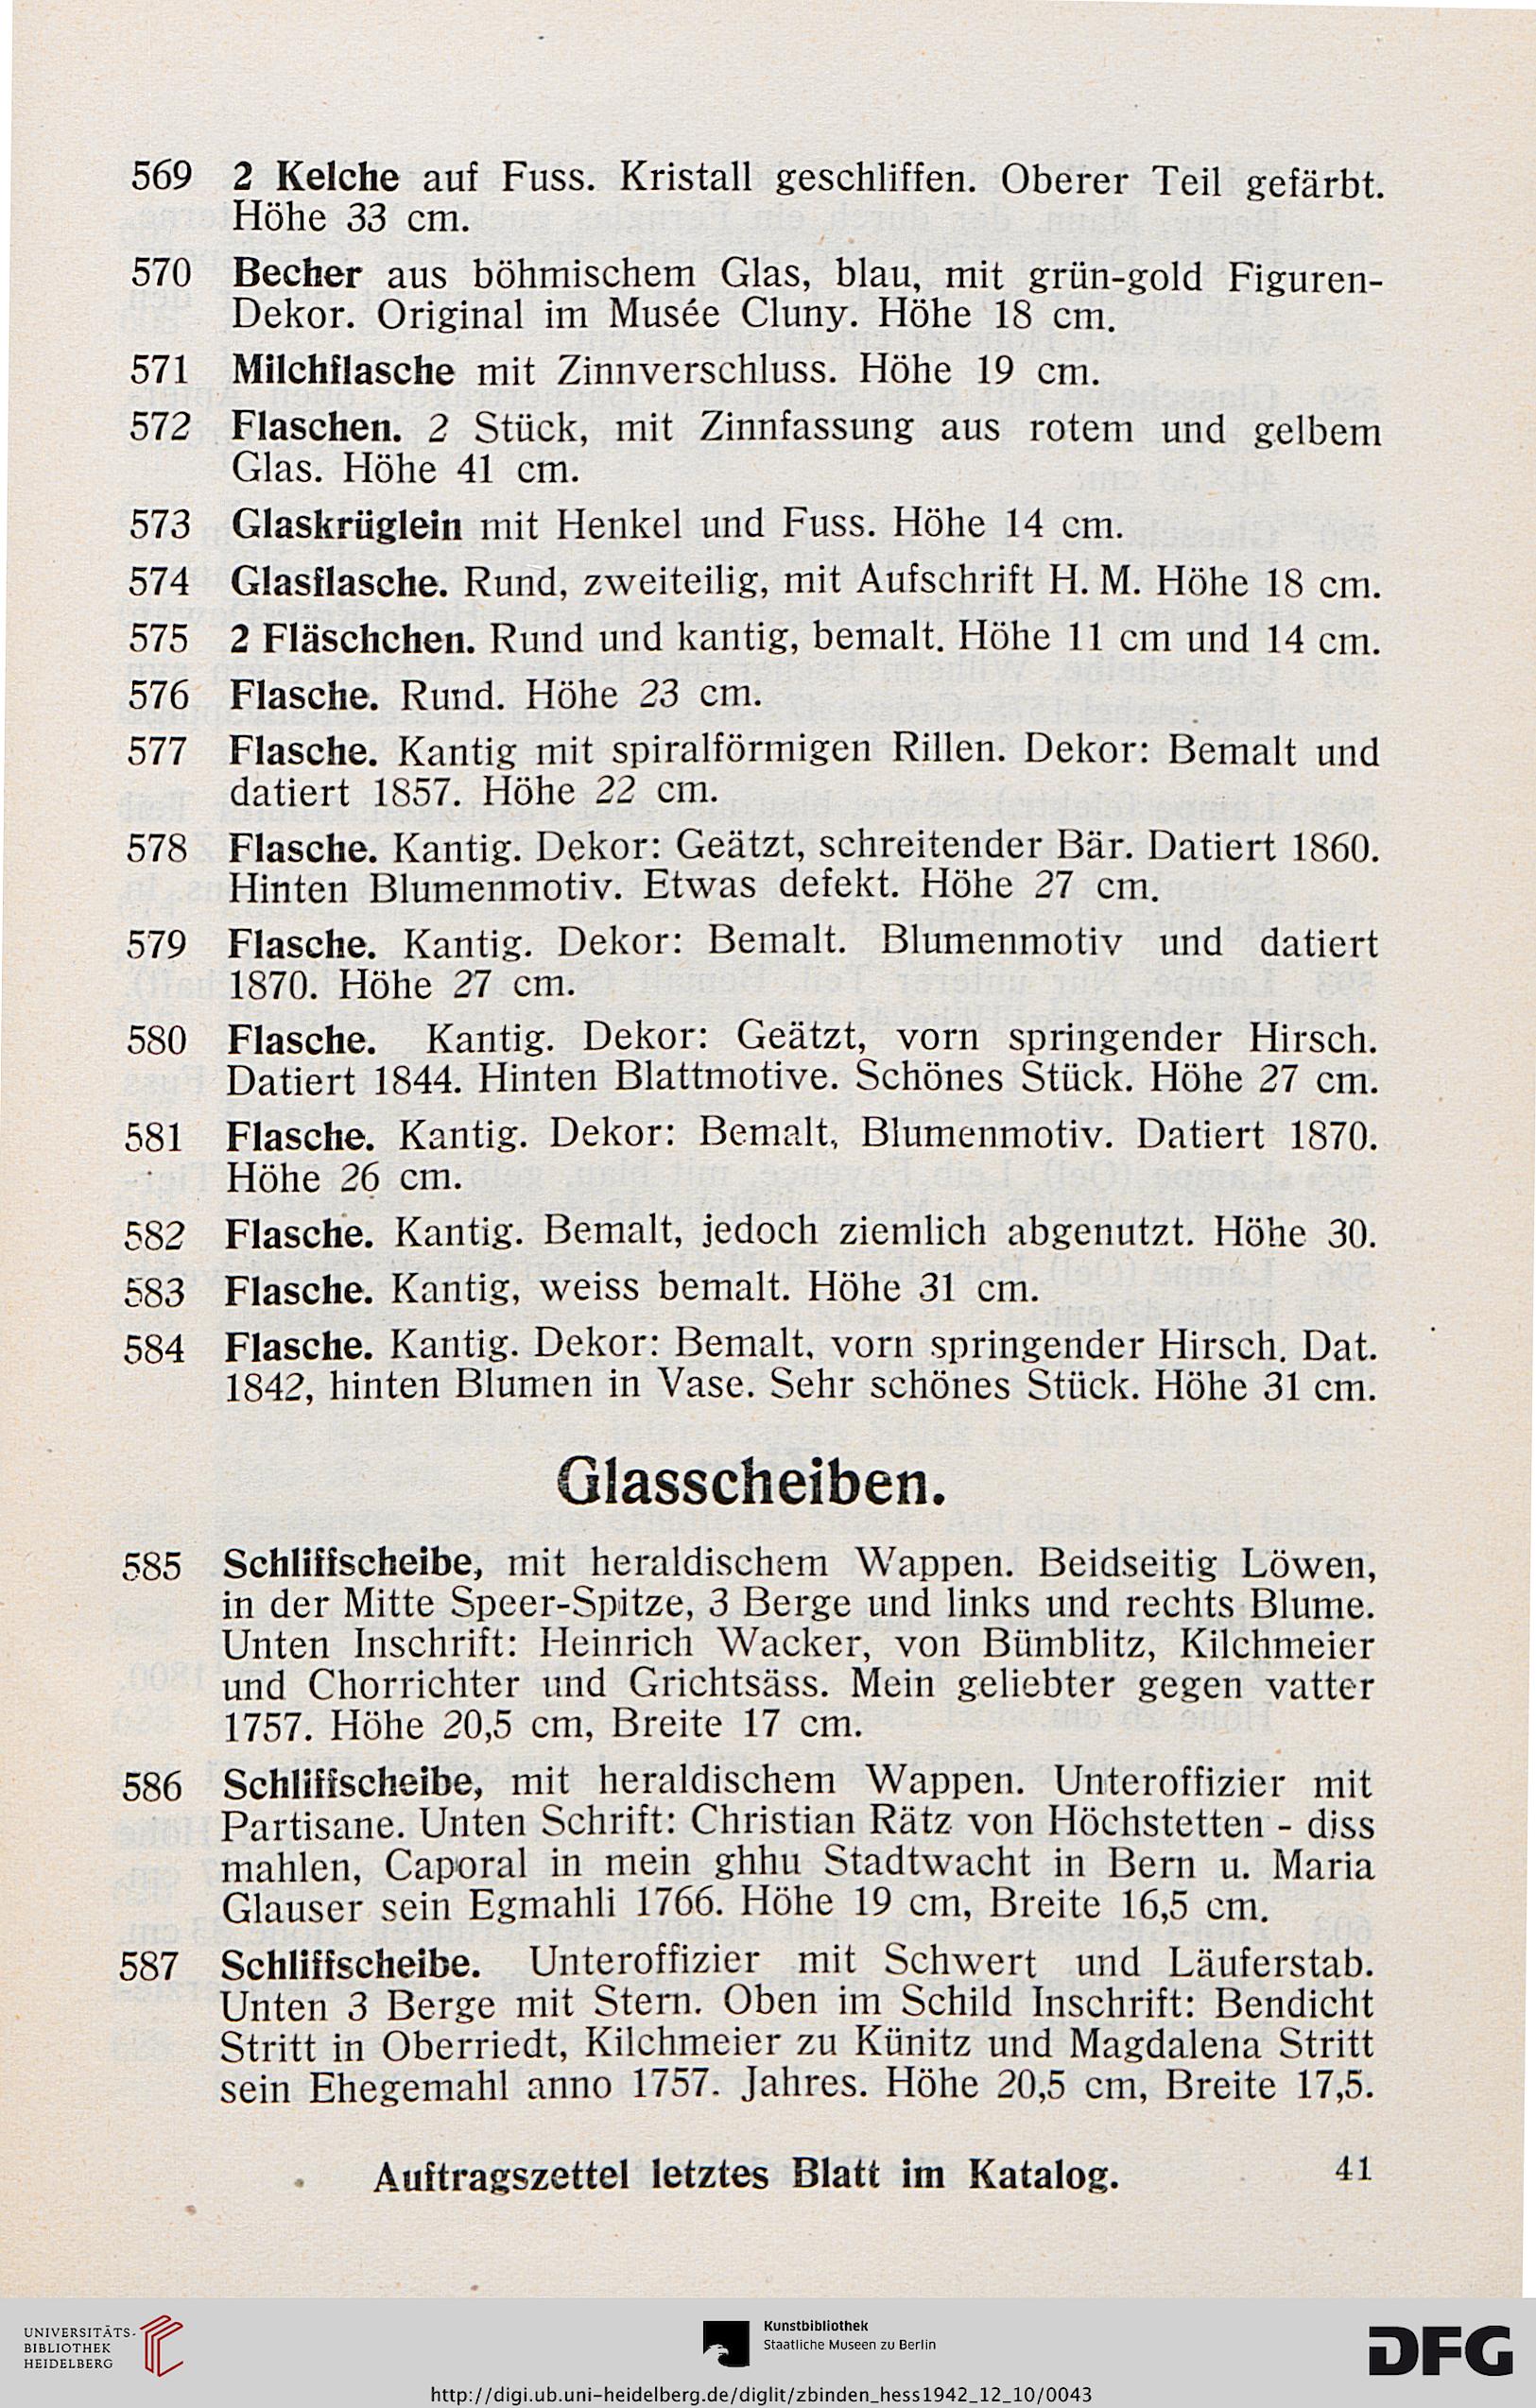 569 2 Kelche auf Fuss. Kristall geschliffen. Oberer Teil gefärbt.
Höhe 33 cm.
570 Becher aus böhmischem Glas, blau, mit grün-gold Figuren-
Dekor. Original im Musée Cluny. Höhe 18 cm.
571 Milchflasche mit Zinnverschluss. Höhe 19 cm.
572 Flaschen. 2 Stück, mit Zinnfassung aus rotem und gelbem
Glas. Höhe 41 cm.
573 Glaskrüglein mit Henkel und Fuss. Höhe 14 cm.
574 Glasflasche. Rund, zweiteilig, mit Aufschrift H. M. Höhe 18 cm.
575 2 Fläschchen. Rund und kantig, bemalt. Höhe 11 cm und 14 cm.
576 Flasche. Rund. Höhe 23 cm.
577 Flasche. Kantig mit spiralförmigen Rillen. Dekor: Bemalt und
datiert 1857. Höhe 22 cm.
578 Flasche. Kantig. Dekor: Geätzt, schreitender Bär. Datiert 1860.
Hinten Blumenmotiv. Etwas defekt. Höhe 27 cm.
579 Flasche. Kantig. Dekor: Bemalt. Blumenmotiv und datiert
1870. Höhe 27 cm.
580 Flasche. Kantig. Dekor: Geätzt, vorn springender Hirsch.
Datiert 1844. Hinten Blattmotive. Schönes Stück. Höhe 27 cm.
581 Flasche. Kantig. Dekor: Bemalt, Blumenmotiv. Datiert 1870.
Höhe 26 cm.
582 Flasche. Kantig. Bemalt, jedoch ziemlich abgenutzt. Höhe 30.
583 Flasche. Kantig, weiss bemalt. Höhe 31 cm.
584 Flasche. Kantig. Dekor: Bemalt, vorn springender Hirsch. Dat.
1842, hinten Blumen in Vase. Sehr schönes Stück. Höhe 31 cm.
Glasscheiben.
585 Schliffscheibe, mit heraldischem Wappen. Beidseitig Löwen,
in der Mitte Speer-Spitze, 3 Berge und links und rechts Blume.
Unten Inschrift: Heinrich Wacker, von Bümblitz, Kilchmeier
und Chorrichter und Grichtsäss. Mein geliebter gegen vatter
1757. Höhe 20,5 cm, Breite 17 cm.
586 Schliffscheibe, mit heraldischem Wappen. Unteroffizier mit
Partisane. Unten Schrift: Christian Rätz von Höchstetten - diss
mahlen, Caporal in mein ghhu Stadtwacht in Bern u. Maria
Glauser sein Egmahli 1766. Höhe 19 cm, Breite 16,5 cm.
587 Schliffscheibe. Unteroffizier mit Schwert und Läuferstab.
Unten 3 Berge mit Stern. Oben im Schild Inschrift: Bendicht
Stritt in Oberriedt, Kilchmeier zu Künitz und Magdalena Stritt
sein Ehegemahl anno 1757. Jahres. Höhe 20,5 cm, Breite 17,5.
Auftragszettel letztes Blatt im Katalog. 41
UNIVERSITÄTS-
BIBLIOTHEK
HEIDELBERG
Kunstbibliothek
Staatliche Museen zu Berlin
DFG
http://digi.ub.uni-heidelberg.de/diglit/zbinden_hess1942_12_10/0043